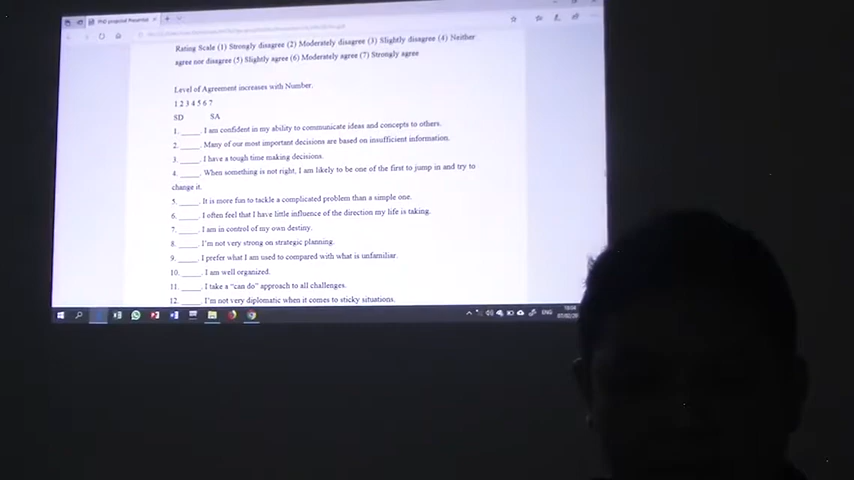 PhD proposal Presentat
Rating Scale (1) Strongly disagree (2) Moderately disagree (3) Slightly disagree (4) Neither
agree nor disagree (5) Slightly agree (6) Moderately agree (7) Strongly agree
Level of Agreement increases with Number.
1 2 3 4 5 6 7
SD SA
1. _____. I am confident in my ability to communicate ideas and concepts to others.
2. _____. Many of our most important decisions are based on insufficient information.
3. _____. I have a tough time making decisions.
4. _____. When something is not right, I am likely to be one of the first to jump in and try to
change it.
5. _____. It is more fun to tackle a complicated problem than a simple one.
6. _____. I often feel that I have little influence of the direction my life is taking.
7. _____. I am in control of my own destiny.
8. _____. I'm not very strong on strategic planning.
9. _____. I prefer what I am used to compared with what is unfamiliar.
10. _____. I am well organized.
11. _____. I take a "can do" approach to all challenges.
12. _____. I'm not very diplomatic when it comes to sticky situations.
ENG